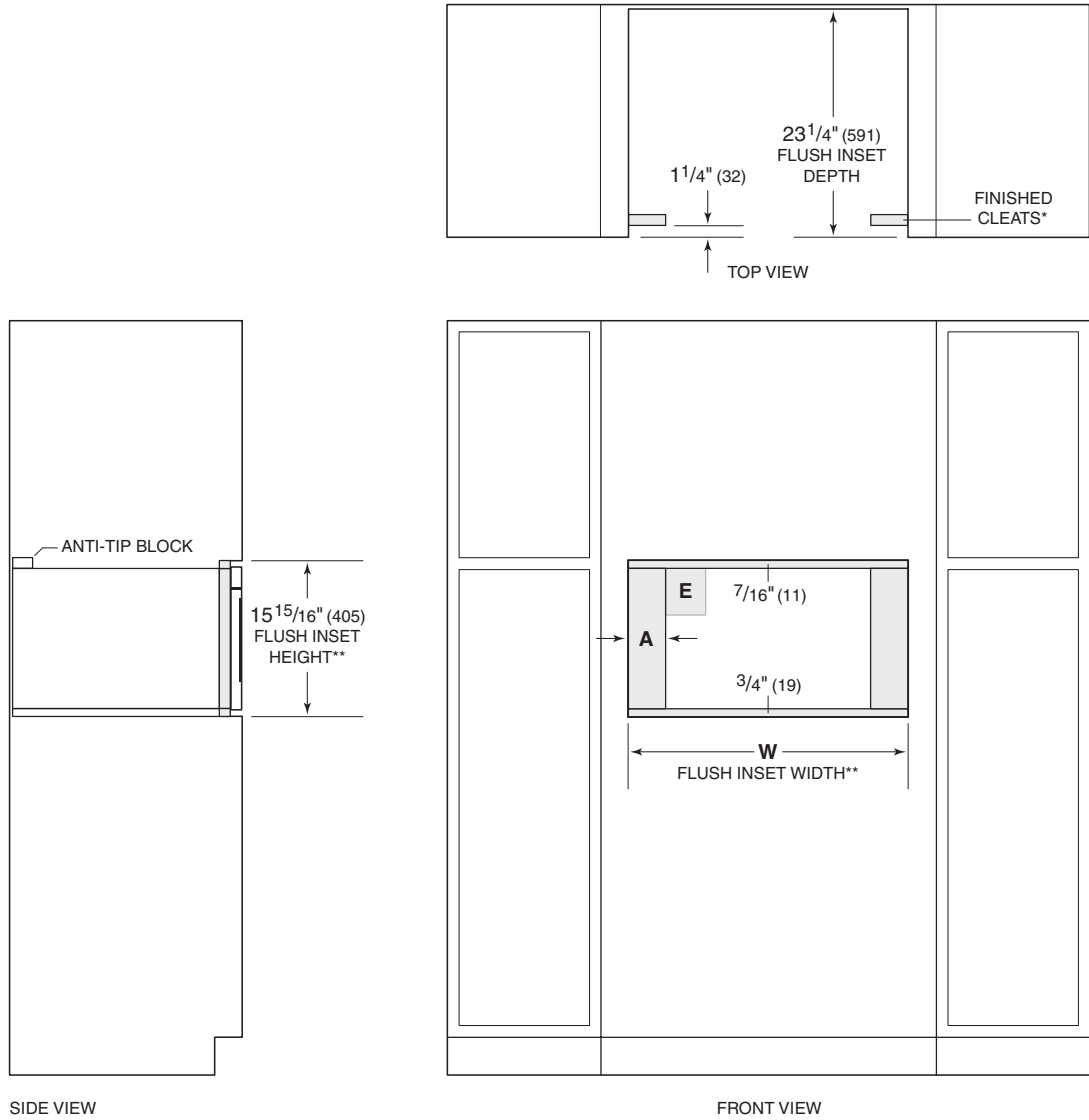 23 1/4" (591)
FLUSH INSET
DEPTH
1 1/4" (32)
FINISHED
CLEATS*
TOP VIEW
ANTI-TIP BLOCK
15 15/16" (405)
FLUSH INSET
HEIGHT**
E
7/16" (11)
A
3/4" (19)
W
FLUSH INSET WIDTH**
SIDE VIEW
FRONT VIEW